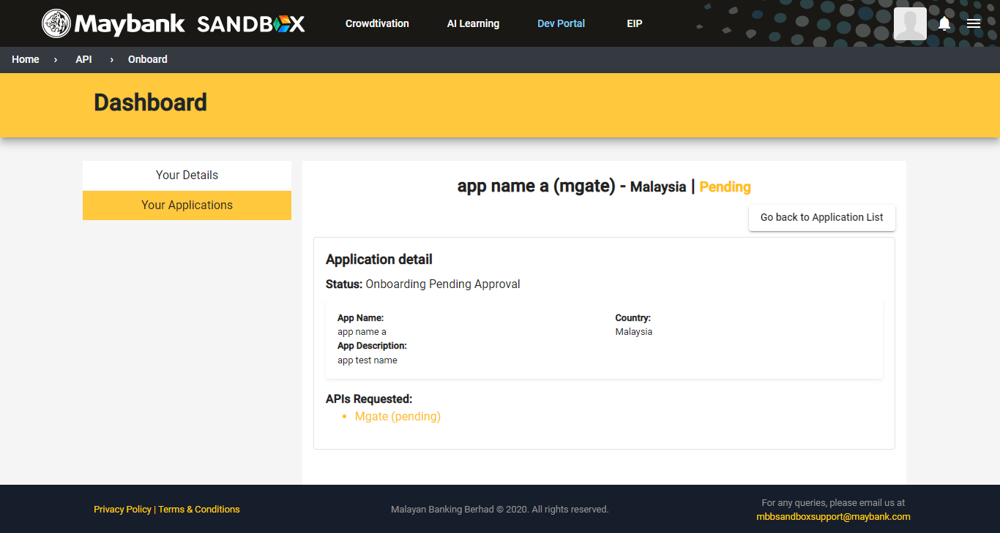 Maybank SANDBOX Crowdtivation AI Learning Dev Portal EIP
Home › API › Onboard
Dashboard
Your Details
Your Applications
app name a (mgate) - Malaysia | Pending
Go back to Application List
Application detail
Status: Onboarding Pending Approval
App Name:
app name a
App Description:
app test name
Country:
Malaysia
APIs Requested:
• Mgate (pending)
Privacy Policy | Terms & Conditions
Malayan Banking Berhad © 2020. All rights reserved.
For any queries, please email us at
mbbsandboxsupport@maybank.com